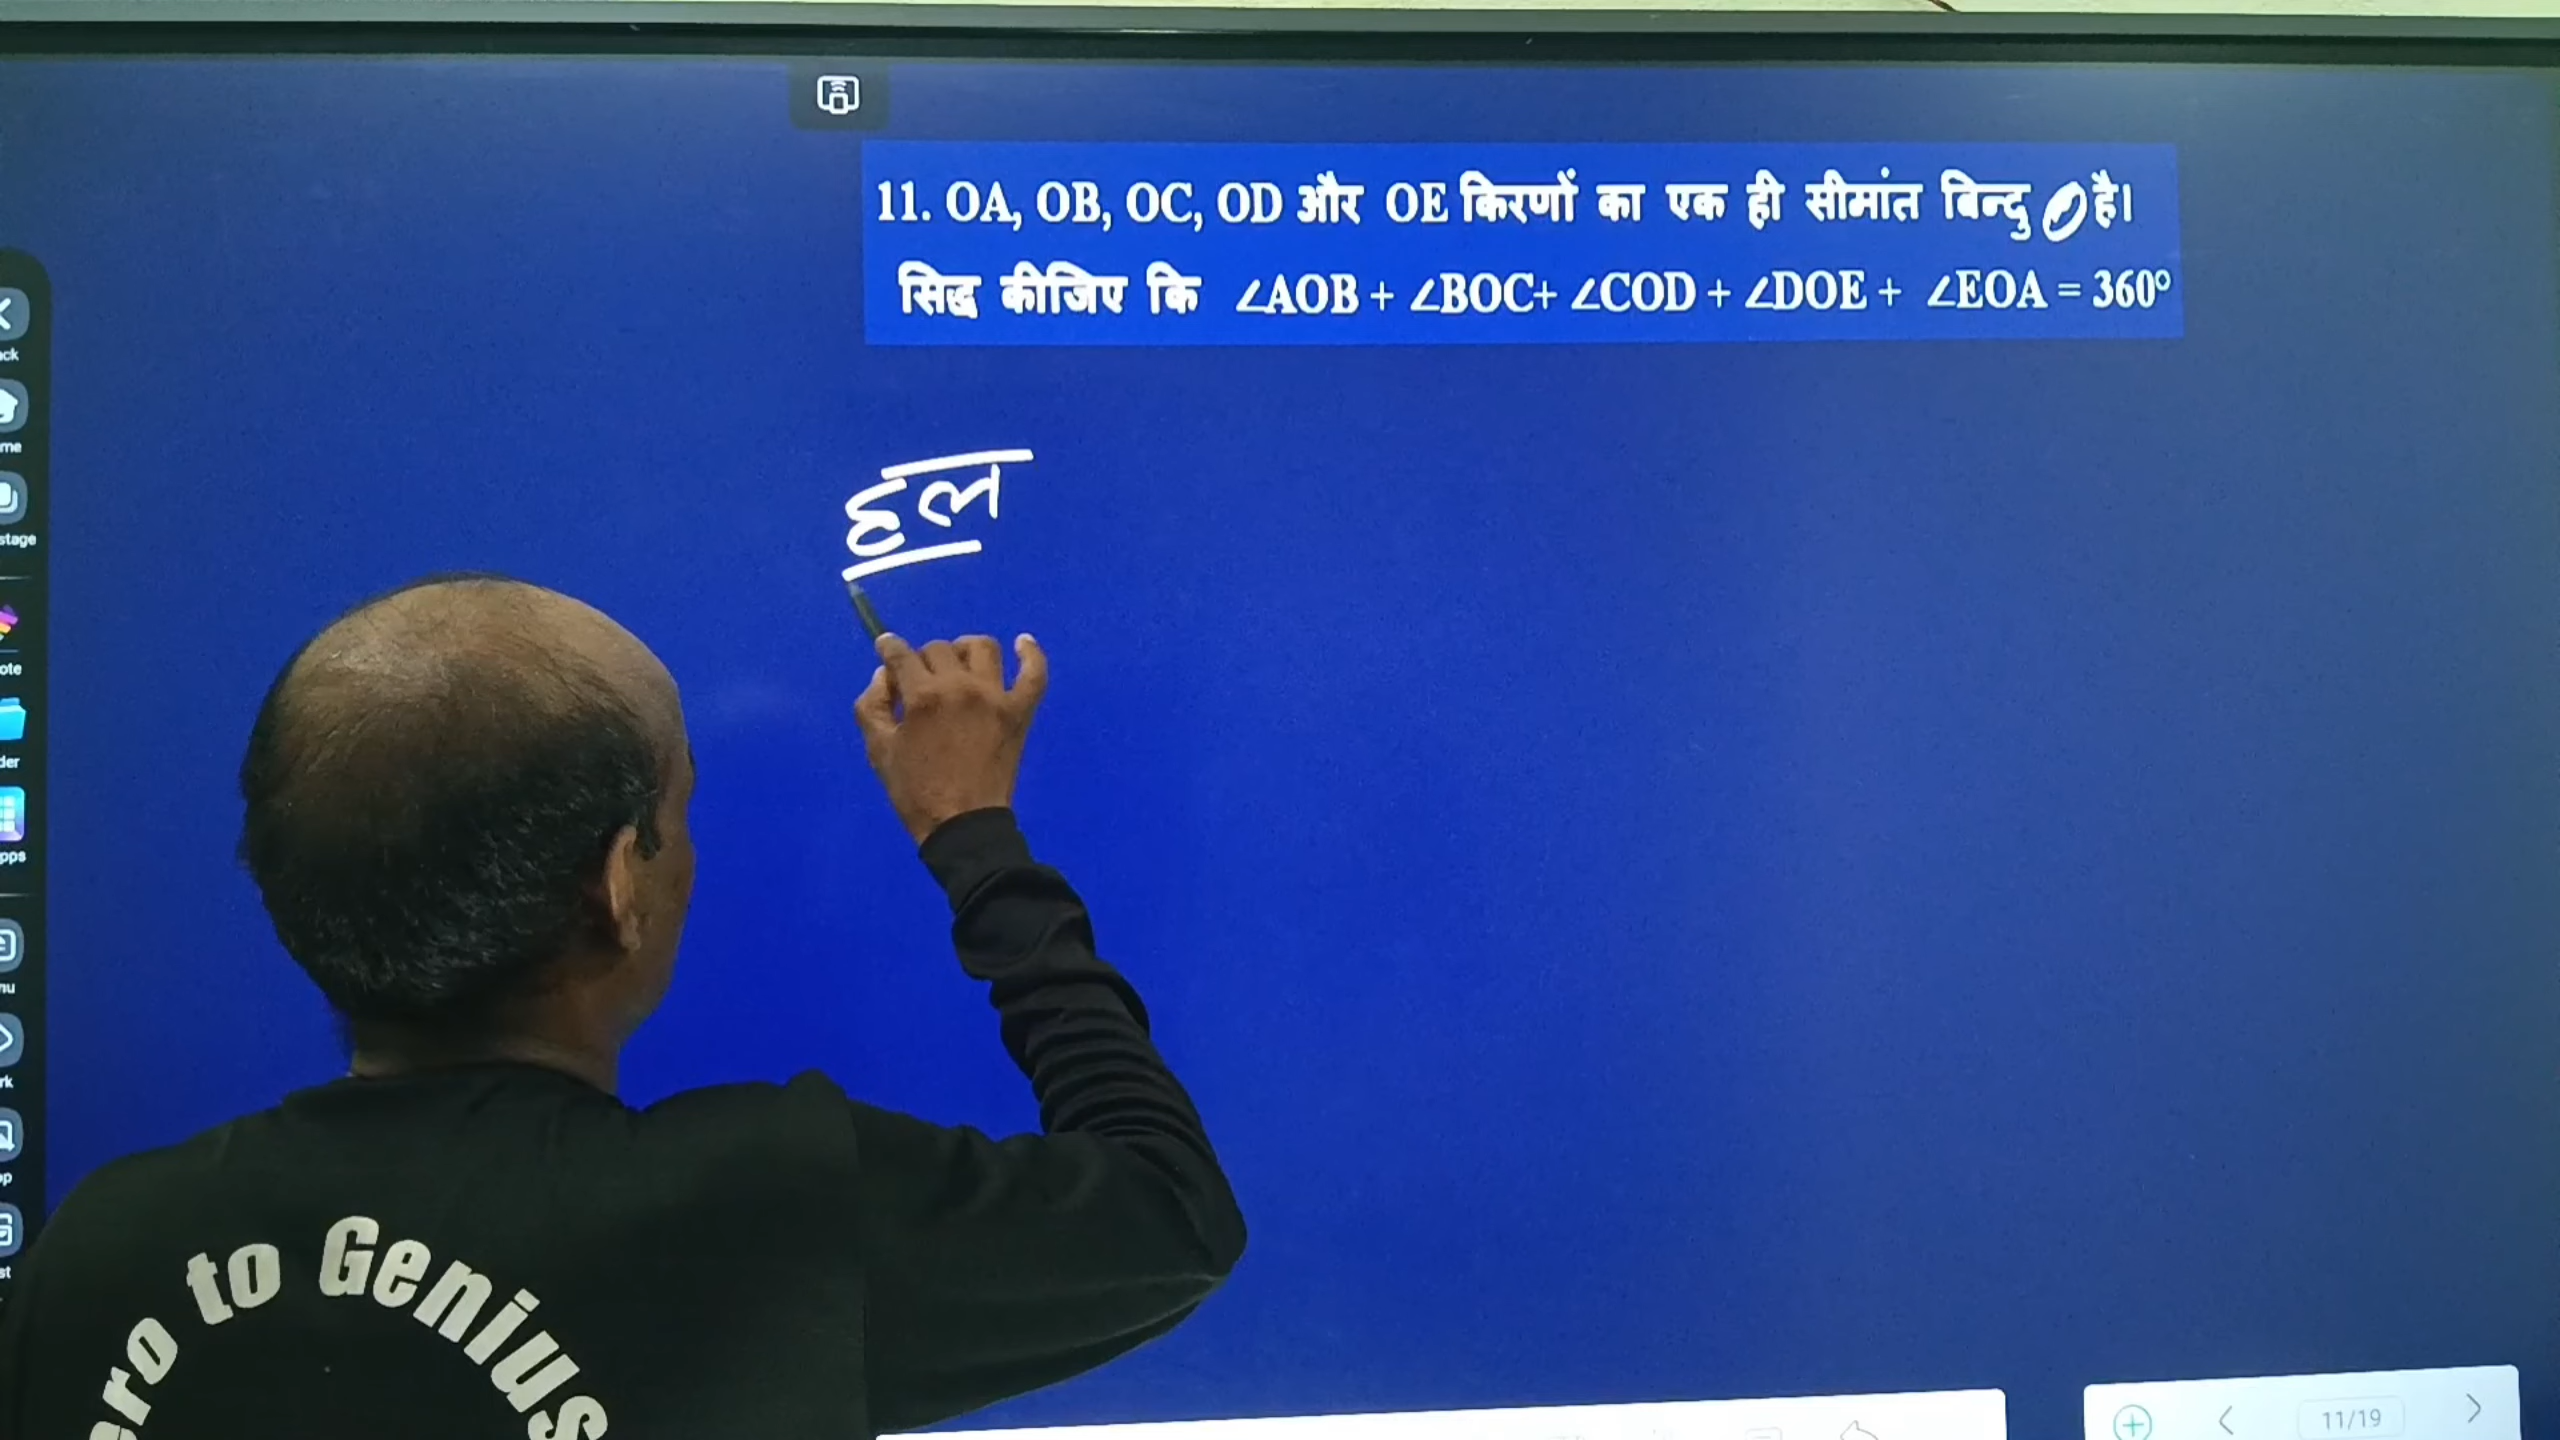 11. OA, OB, OC, OD और OE किरणों का एक ही सीमांत बिन्दु O है।
सिद्ध कीजिए कि ∠AOB + ∠BOC+ ∠COD + ∠DOE + ∠EOA = 360°
हल
to Genius
11/19